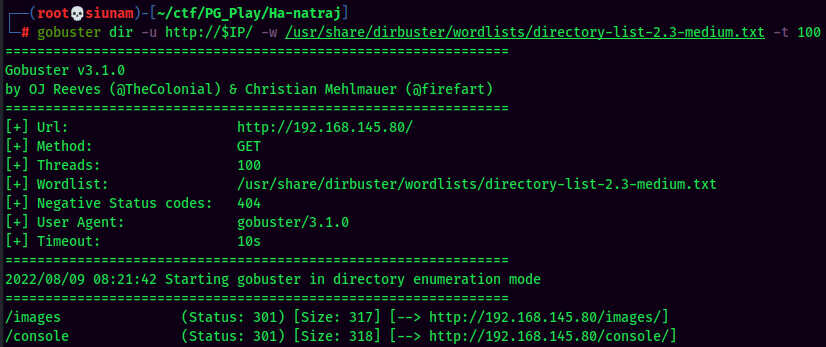 ┌──(root💀siunam)-[~/ctf/PG_Play/Ha-natraj]
└─# gobuster dir -u http://$IP/ -w /usr/share/dirbuster/wordlists/directory-list-2.3-medium.txt -t 100
===============================================================
Gobuster v3.1.0
by OJ Reeves (@TheColonial) & Christian Mehlmauer (@firefart)
===============================================================
[+] Url:                     http://192.168.145.80/
[+] Method:                  GET
[+] Threads:                 100
[+] Wordlist:                /usr/share/dirbuster/wordlists/directory-list-2.3-medium.txt
[+] Negative Status codes:   404
[+] User Agent:              gobuster/3.1.0
[+] Timeout:                 10s
===============================================================
2022/08/09 08:21:42 Starting gobuster in directory enumeration mode
===============================================================
/images               (Status: 301) [Size: 317] [--> http://192.168.145.80/images/]
/console              (Status: 301) [Size: 318] [--> http://192.168.145.80/console/]